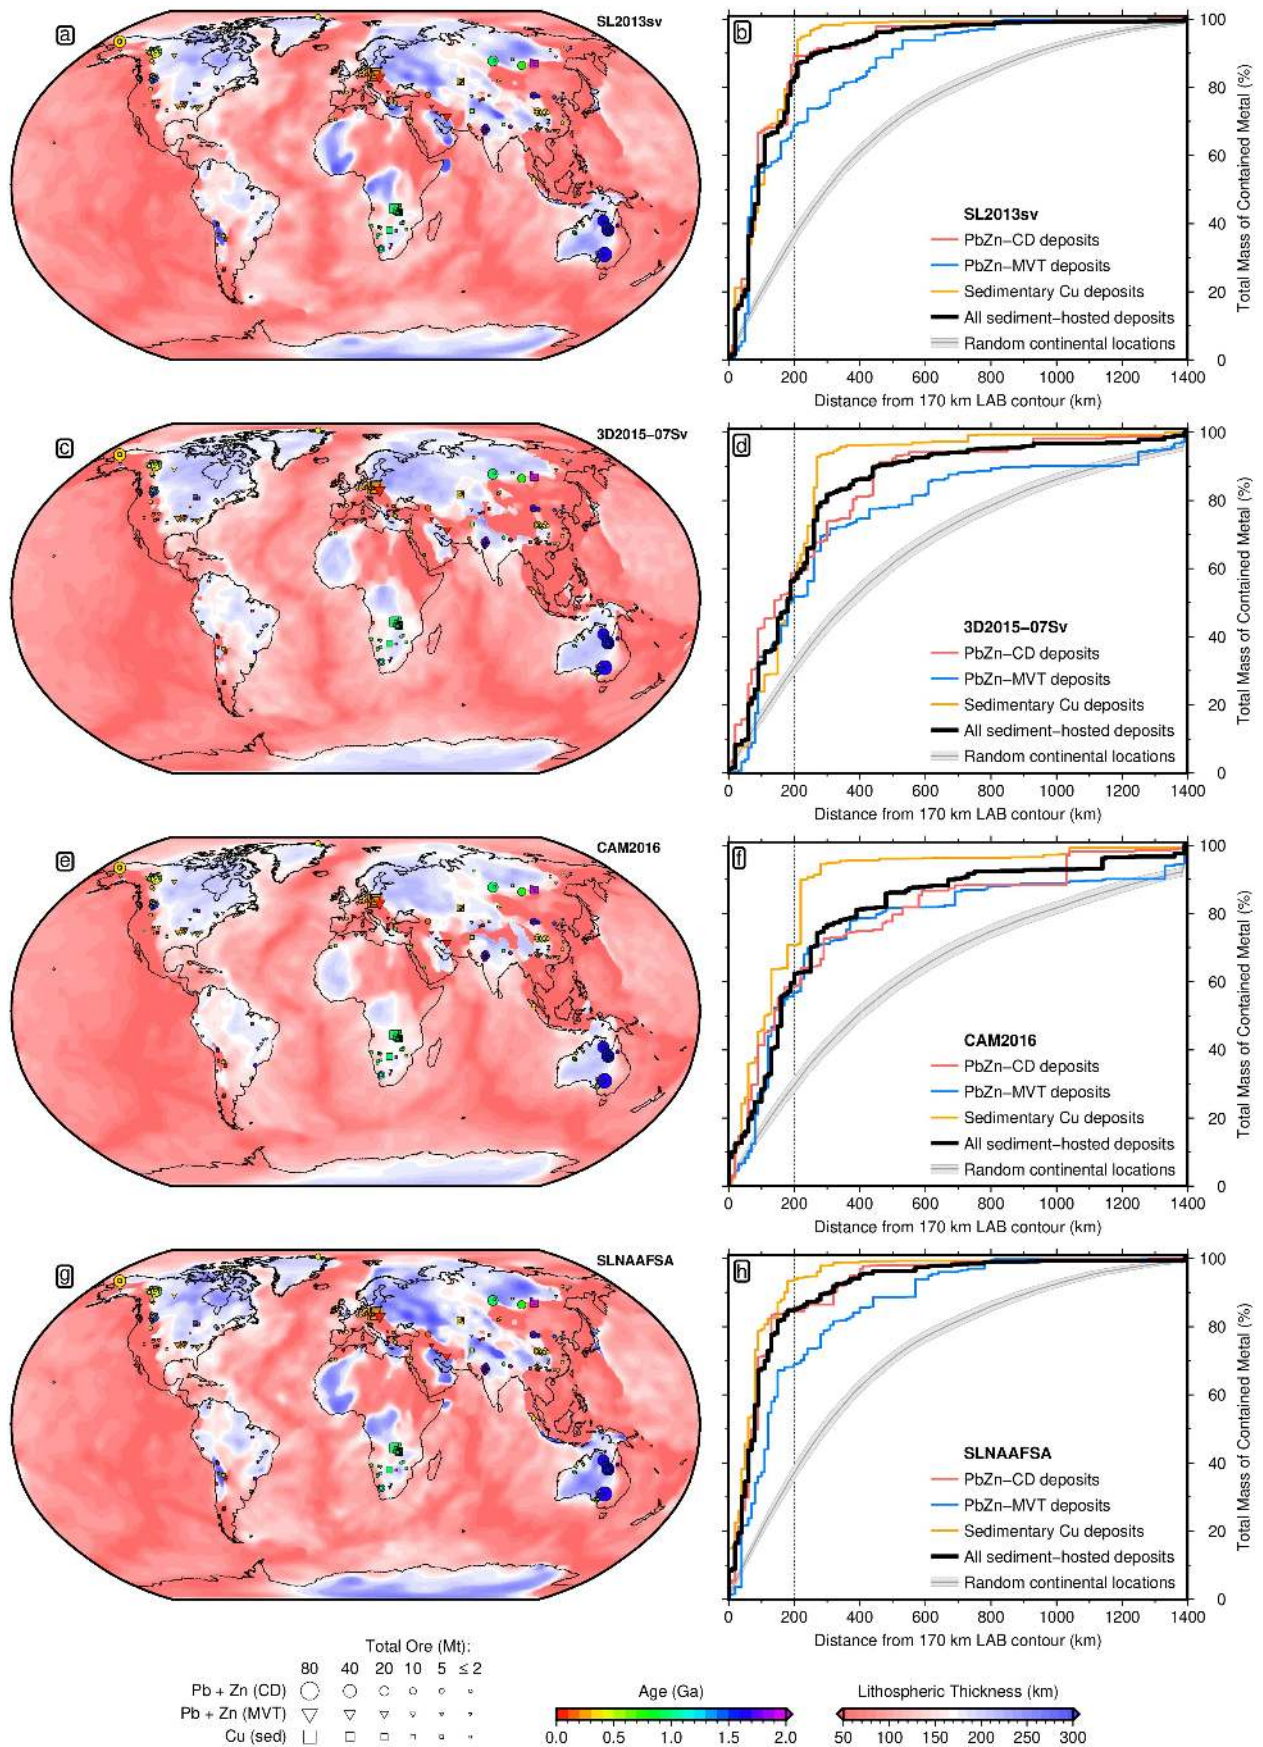 a
SL2013sv
b
100
80
60
40
20
0
Total Mass of Contained Metal (%)
SL2013sv
PbZn−CD deposits
PbZn−MVT deposits
Sedimentary Cu deposits
All sediment−hosted deposits
Random continental locations
0 200 400 600 800 1000 1200 1400
Distance from 170 km LAB contour (km)
c
3D2015−07Sv
d
100
80
60
40
20
0
Total Mass of Contained Metal (%)
3D2015−07Sv
PbZn−CD deposits
PbZn−MVT deposits
Sedimentary Cu deposits
All sediment−hosted deposits
Random continental locations
0 200 400 600 800 1000 1200 1400
Distance from 170 km LAB contour (km)
e
CAM2016
f
100
80
60
40
20
0
Total Mass of Contained Metal (%)
CAM2016
PbZn−CD deposits
PbZn−MVT deposits
Sedimentary Cu deposits
All sediment−hosted deposits
Random continental locations
0 200 400 600 800 1000 1200 1400
Distance from 170 km LAB contour (km)
g
SLNAAFSA
h
100
80
60
40
20
0
Total Mass of Contained Metal (%)
SLNAAFSA
PbZn−CD deposits
PbZn−MVT deposits
Sedimentary Cu deposits
All sediment−hosted deposits
Random continental locations
0 200 400 600 800 1000 1200 1400
Distance from 170 km LAB contour (km)
Total Ore (Mt):
80 40 20 10 5 ≤ 2
Pb + Zn (CD)
Pb + Zn (MVT)
Cu (sed)
Age (Ga)
0.0 0.5 1.0 1.5 2.0
Lithospheric Thickness (km)
50 100 150 200 250 300